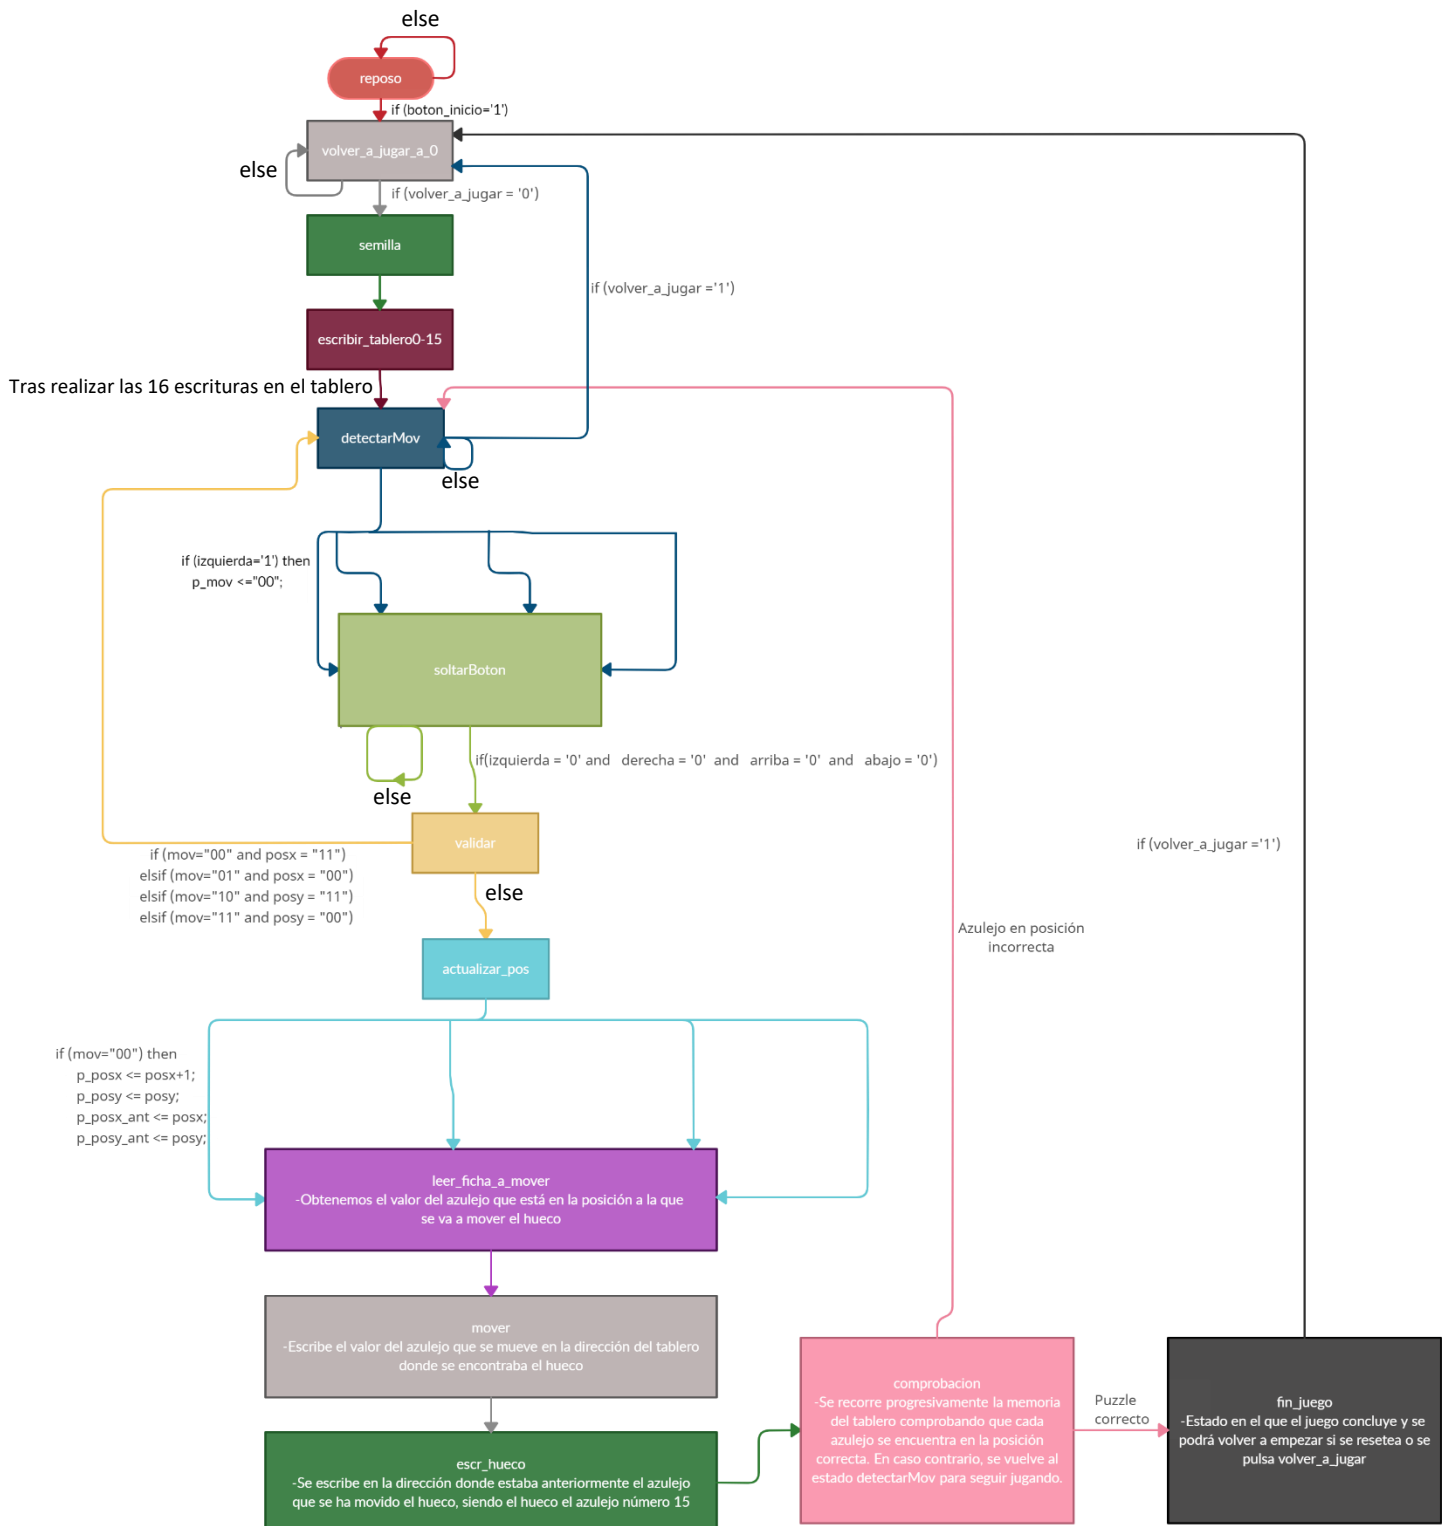 else
reposo
if (boton_inicio='1')
volver_a_jugar_a_0
else
if (volver_a_jugar = '0')
semilla
if (volver_a_jugar ='1')
escribir_tablero0-15
Tras realizar las 16 escrituras en el tablero
detectarMov
else
if (izquierda='1') then
p_mov <="00";
soltarBoton
if(izquierda = '0' and derecha = '0' and arriba = '0' and abajo = '0')
else
validar
if (mov="00" and posx = "11")
elsif (mov="01" and posx = "00")
elsif (mov="10" and posy = "11")
elsif (mov="11" and posy = "00")
else
if (volver_a_jugar ='1')
Azulejo en posición
incorrecta
actualizar_pos
if (mov="00") then
p_posx <= posx+1;
p_posy <= posy;
p_posx_ant <= posx;
p_posy_ant <= posy;
leer_ficha_a_mover
-Obtenemos el valor del azulejo que está en la posición a la que
se va a mover el hueco
mover
-Escribe el valor del azulejo que se mueve en la dirección del tablero
donde se encontraba el hueco
escr_hueco
-Se escribe en la dirección donde estaba anteriormente el azulejo
que se ha movido el hueco, siendo el hueco el azulejo número 15
comprobacion
-Se recorre progresivamente la memoria
del tablero comprobando que cada
azulejo se encuentra en la posición
correcta. En caso contrario, se vuelve al
estado detectarMov para seguir jugando.
Puzzle
correcto
fin_juego
-Estado en el que el juego concluye y se
podrá volver a empezar si se resetea o se
pulsa volver_a_jugar